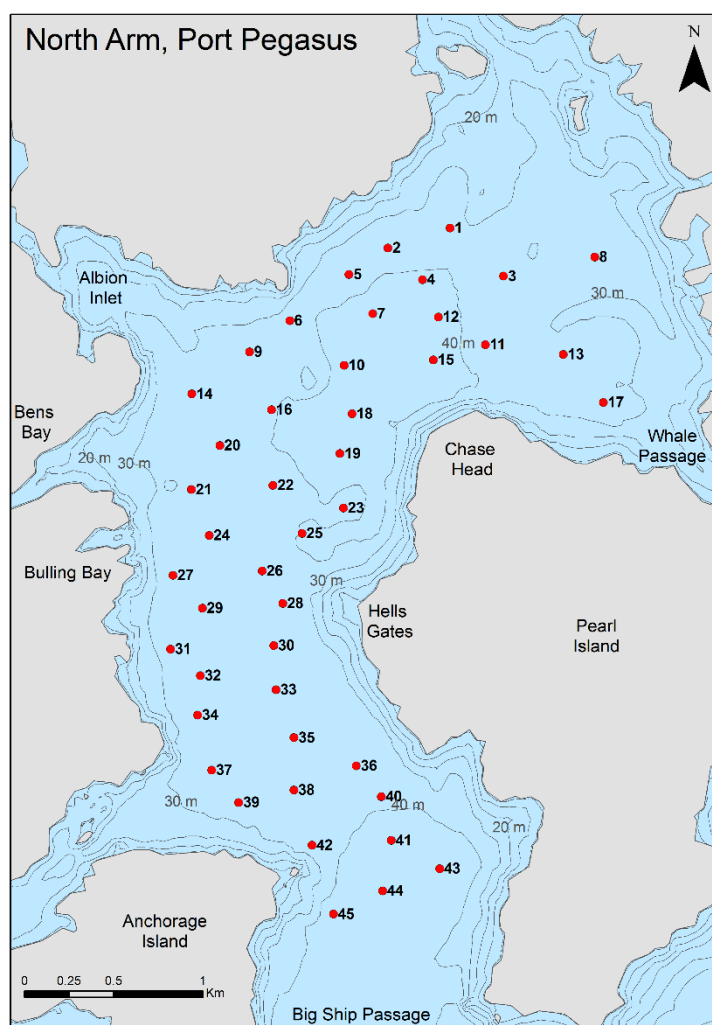 North Arm, Port Pegasus
N
20 m
1
2
8
5
4
3
30 m
Albion
Inlet
7
12
6
40 m
11
9
13
15
10
14
17
16
18
Bens
Bay
Chase
Head
Whale
Passage
20
19
20 m
30 m
21
22
23
24
25
Bulling Bay
26
27
30 m
28
29
Hells
Gates
Pearl
Island
30
31
32
33
34
35
36
37
38
40
30 m
39
40 m
20 m
41
42
43
44
45
Anchorage
Island
0 0.25 0.5 1
Km
Big Ship Passage